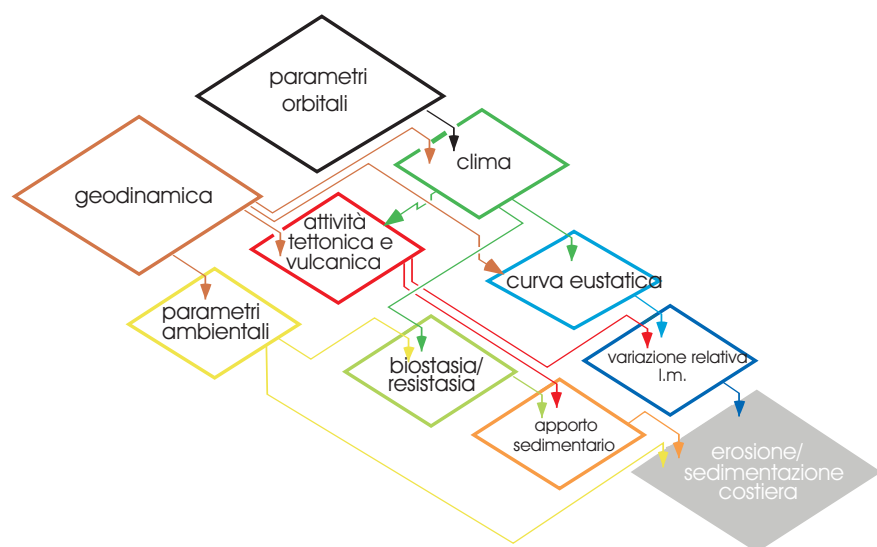 parametri
orbitali
clima
geodinamica
attività
tettonica e
vulcanica
curva eustatica
parametri
ambientali
biostasia/
resistasia
variazione relativa
l.m.
apporto
sedimentario
erosione/
sedimentazione
costiera